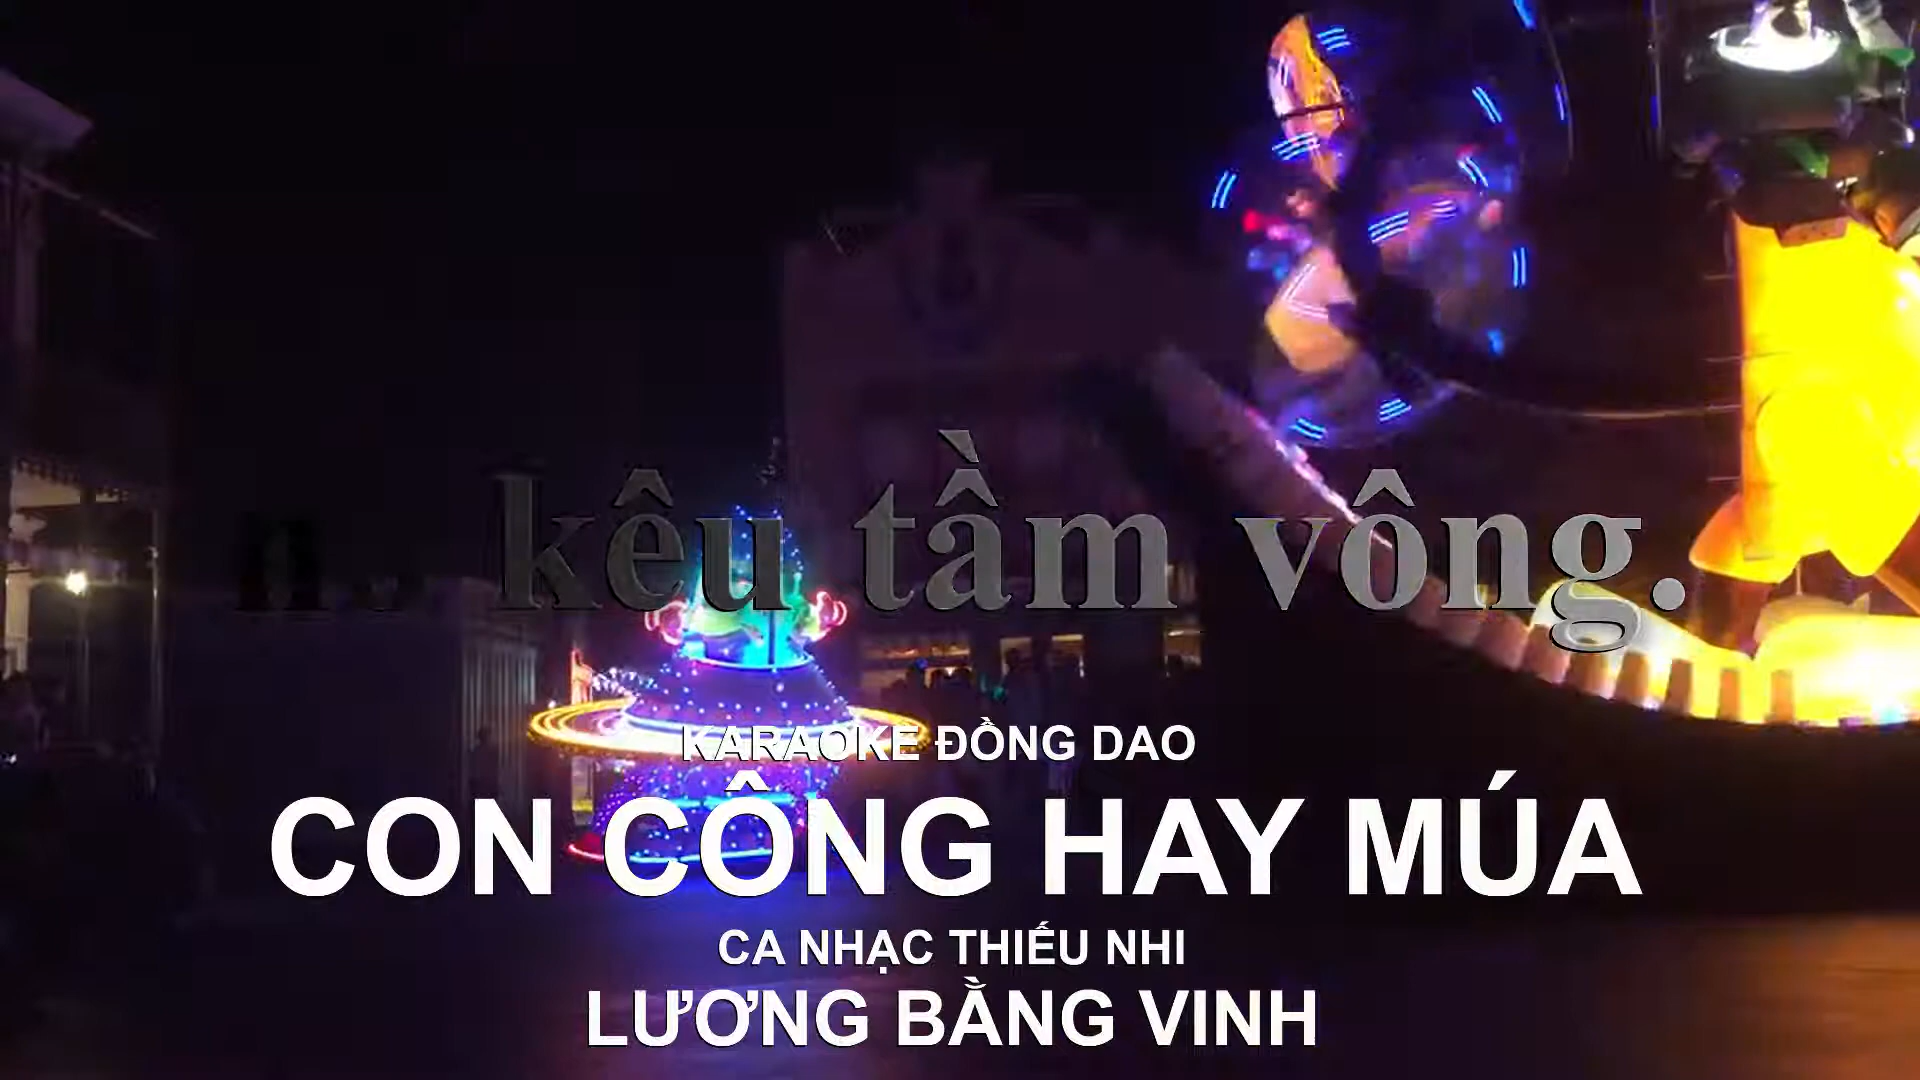 kêu tầm vông.
KARAOKE ĐỒNG DAO
CON CÔNG HAY MÚA
CA NHẠC THIẾU NHI
LƯƠNG BẰNG VINH